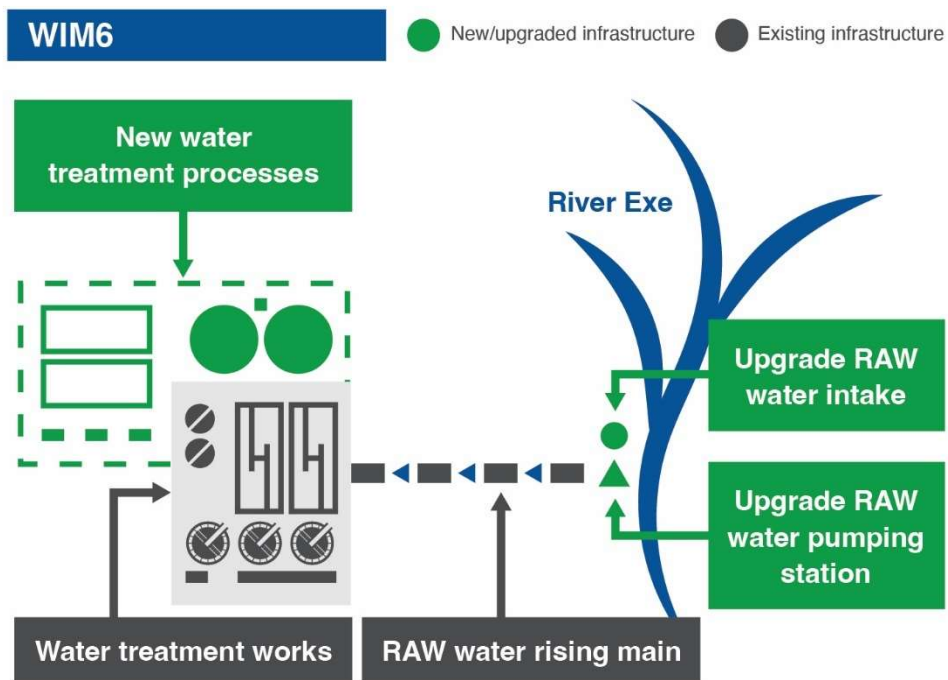 WIM6
New/upgraded infrastructure
Existing infrastructure
New water
treatment processes
River Exe
Upgrade RAW
water intake
Upgrade RAW
water pumping
station
Water treatment works
RAW water rising main